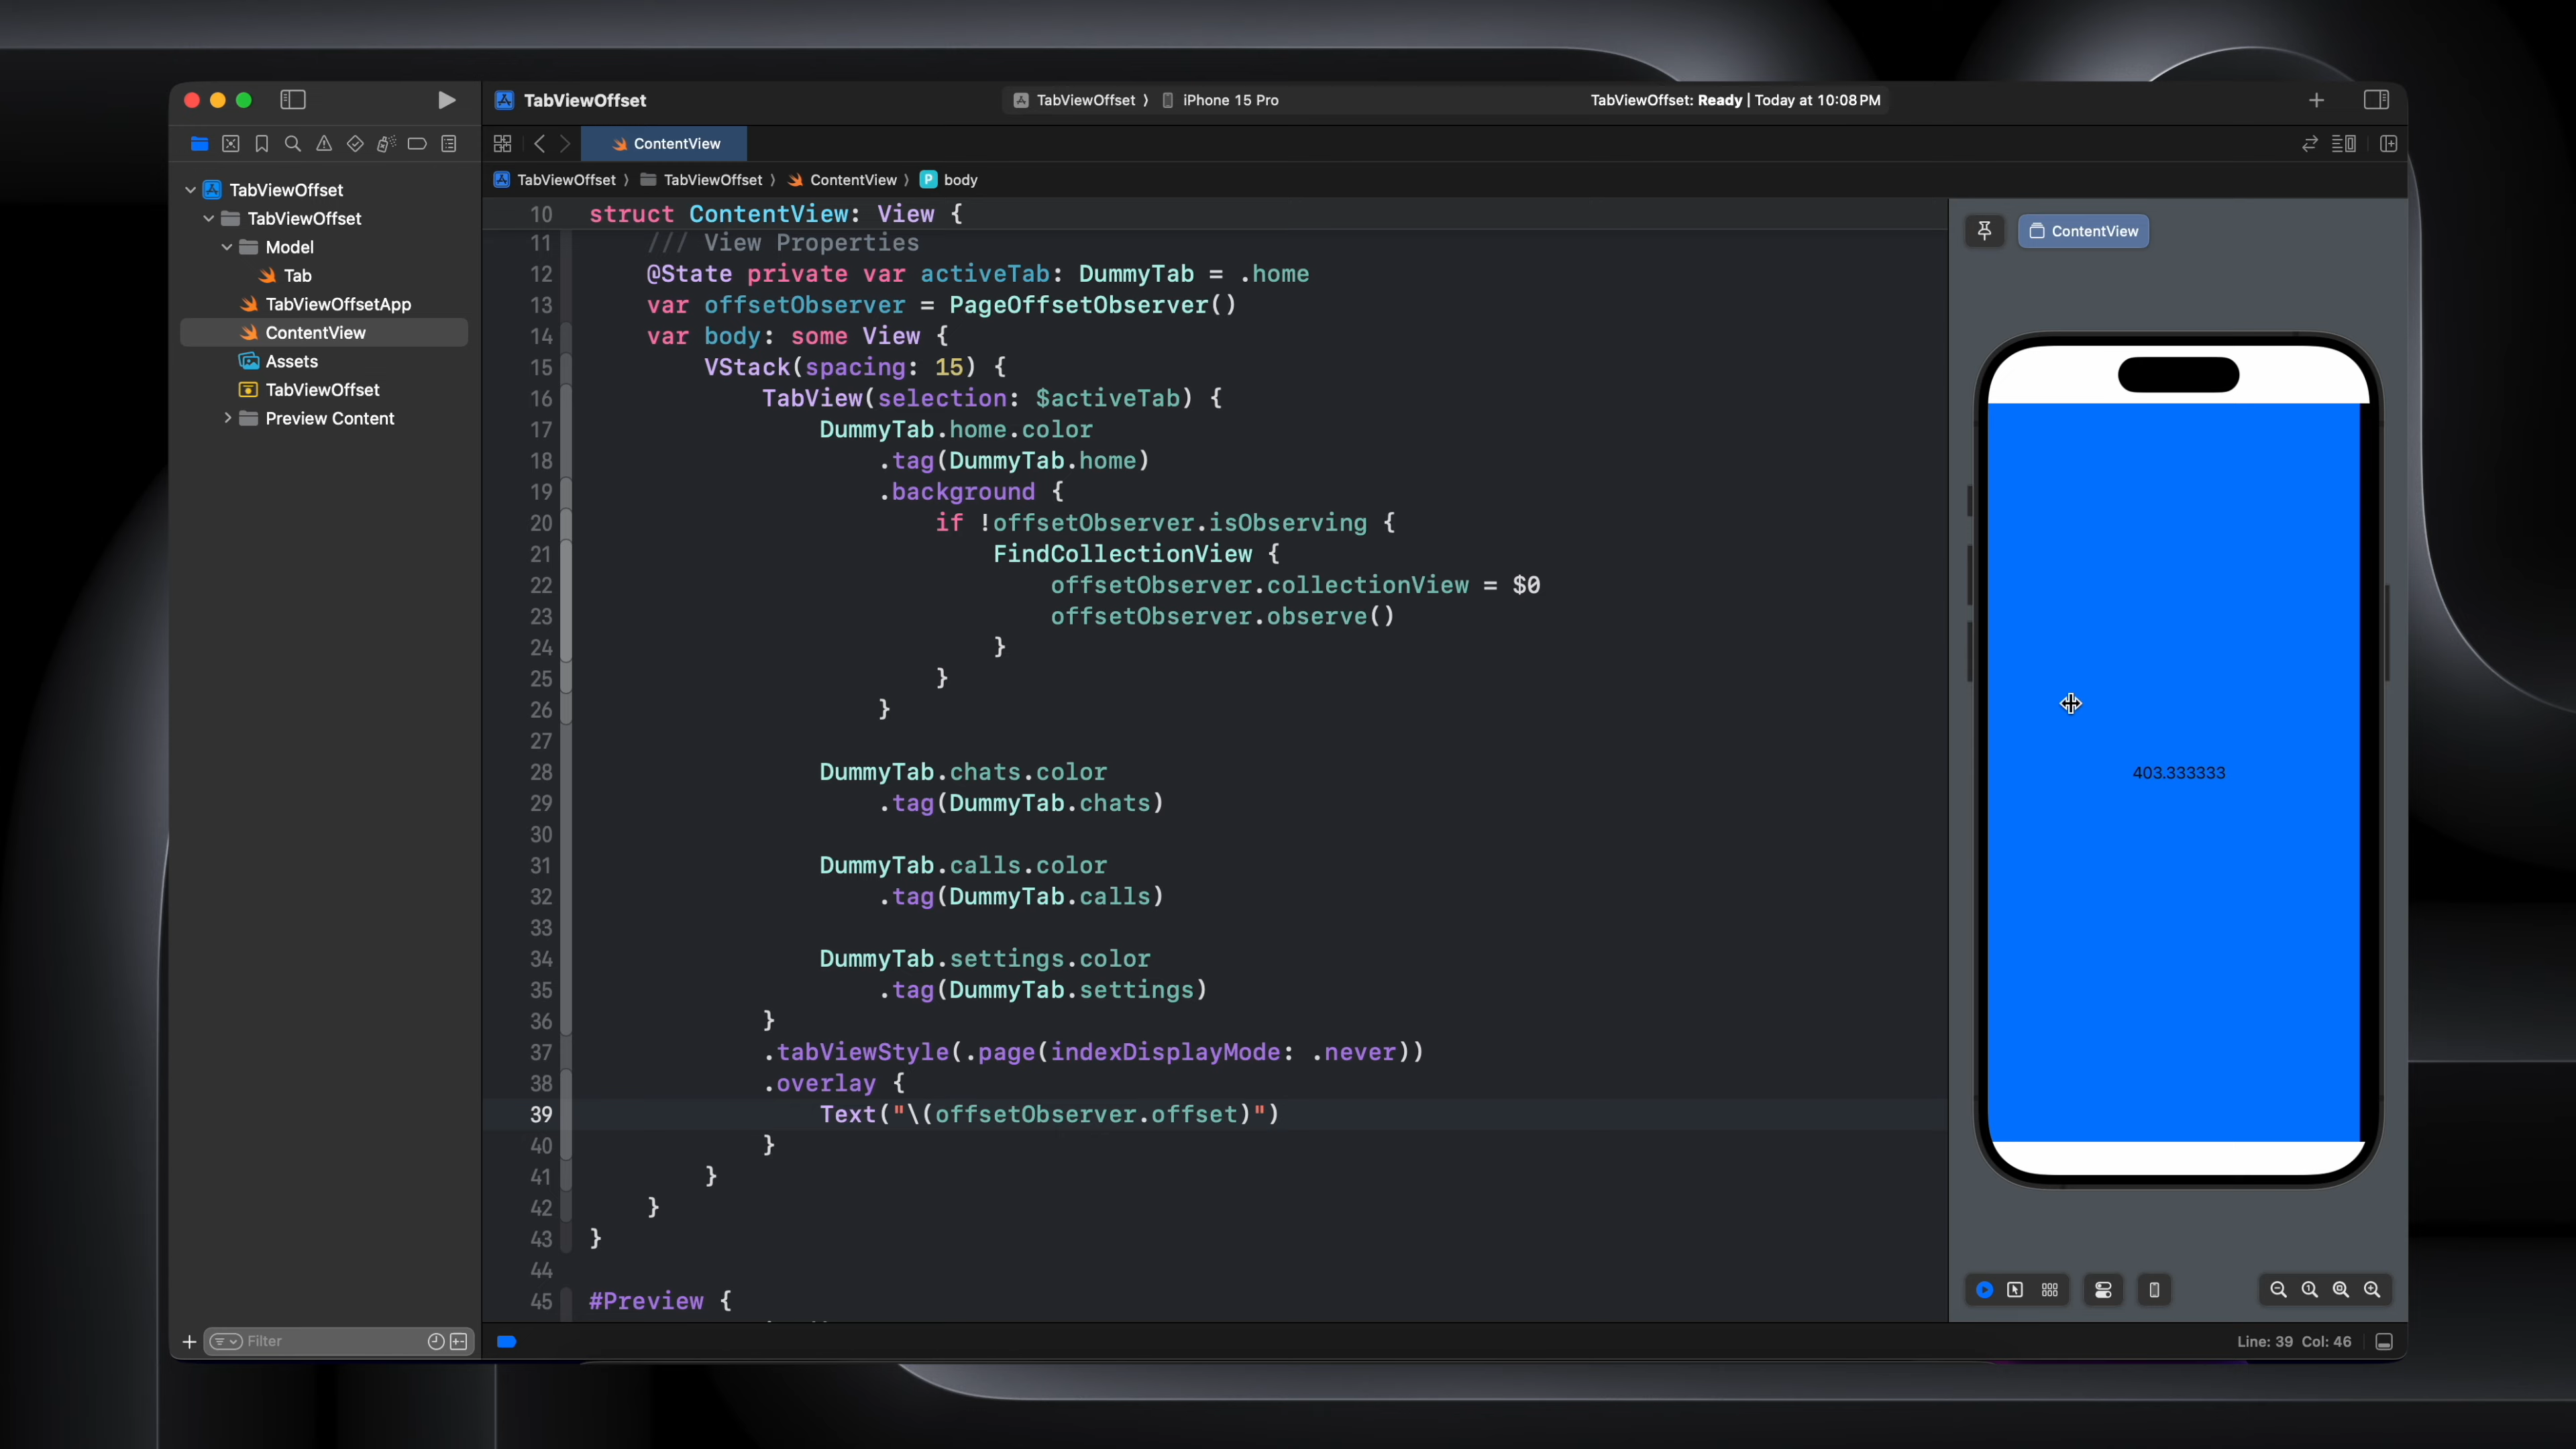 TabViewOffset
TabViewOffset 〉 iPhone 15 Pro
TabViewOffset: Ready | Today at 10:08 PM
ContentView
TabViewOffset 〉 TabViewOffset 〉 ContentView 〉 P body
TabViewOffset
TabViewOffset
Model
Tab
TabViewOffsetApp
ContentView
Assets
TabViewOffset
Preview Content
10 struct ContentView: View {
11     /// View Properties
12     @State private var activeTab: DummyTab = .home
13     var offsetObserver = PageOffsetObserver()
14     var body: some View {
15         VStack(spacing: 15) {
16             TabView(selection: $activeTab) {
17                 DummyTab.home.color
18                     .tag(DummyTab.home)
19                     .background {
20                         if !offsetObserver.isObserving {
21                             FindCollectionView {
22                                 offsetObserver.collectionView = $0
23                                 offsetObserver.observe()
24                             }
25                         }
26                     }
27
28                 DummyTab.chats.color
29                     .tag(DummyTab.chats)
30
31                 DummyTab.calls.color
32                     .tag(DummyTab.calls)
33
34                 DummyTab.settings.color
35                     .tag(DummyTab.settings)
36             }
37             .tabViewStyle(.page(indexDisplayMode: .never))
38             .overlay {
39                 Text("\(offsetObserver.offset)")
40             }
41         }
42     }
43 }
44
45 #Preview {
ContentView
403.333333
Filter
Line: 39 Col: 46